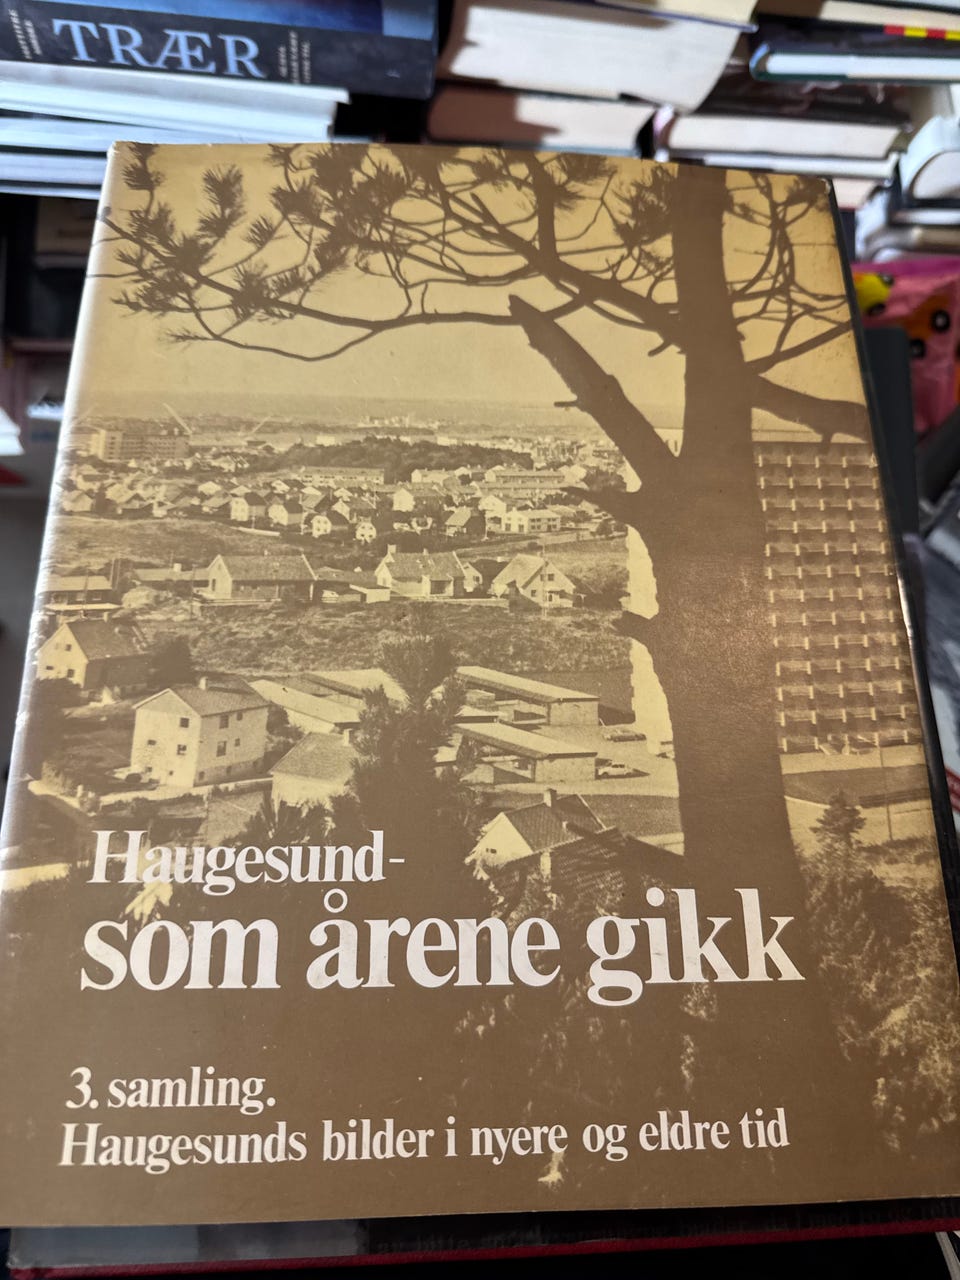 TRÆR
Haugesund-
som årene gikk
3. samling.
Haugesunds bilder i nyere og eldre tid